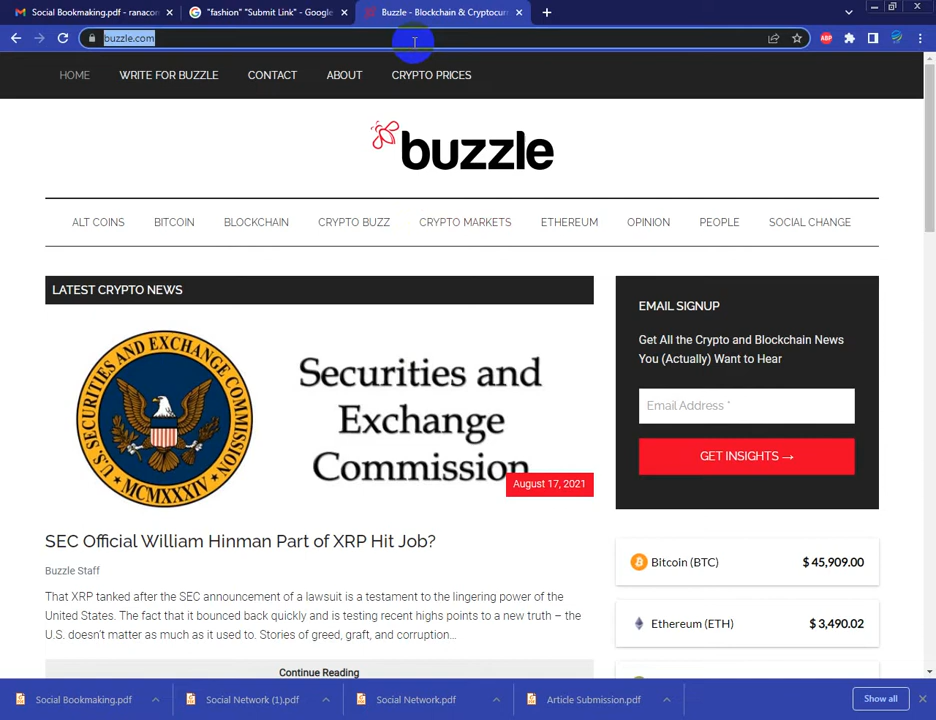 Social Bookmaking.pdf - ranacon
"fashion" "Submit Link" - Google
Buzzle - Blockchain & Cryptocurr
buzzle.com
ABP
HOME
WRITE FOR BUZZLE
CONTACT
ABOUT
CRYPTO PRICES
buzzle
ALT COINS
BITCOIN
BLOCKCHAIN
CRYPTO BUZZ
CRYPTO MARKETS
ETHEREUM
OPINION
PEOPLE
SOCIAL CHANGE
LATEST CRYPTO NEWS
U.S. SECURITIES AND EXCHANGE COMMISSION
MCMXXXIV
Securities and
Exchange
Commission
August 17, 2021
SEC Official William Hinman Part of XRP Hit Job?
Buzzle Staff
That XRP tanked after the SEC announcement of a lawsuit is a testament to the lingering power of the
United States. The fact that it bounced back quickly and is testing recent highs points to a new truth – the
U.S. doesn't matter as much as it used to. Stories of greed, graft, and corruption...
Continue Reading
EMAIL SIGNUP
Get All the Crypto and Blockchain News
You (Actually) Want to Hear
Email Address *
GET INSIGHTS →
Bitcoin (BTC)
$ 45,909.00
Ethereum (ETH)
$ 3,490.02
Social Bookmaking.pdf
Social Network (1).pdf
Social Network.pdf
Article Submission.pdf
Show all